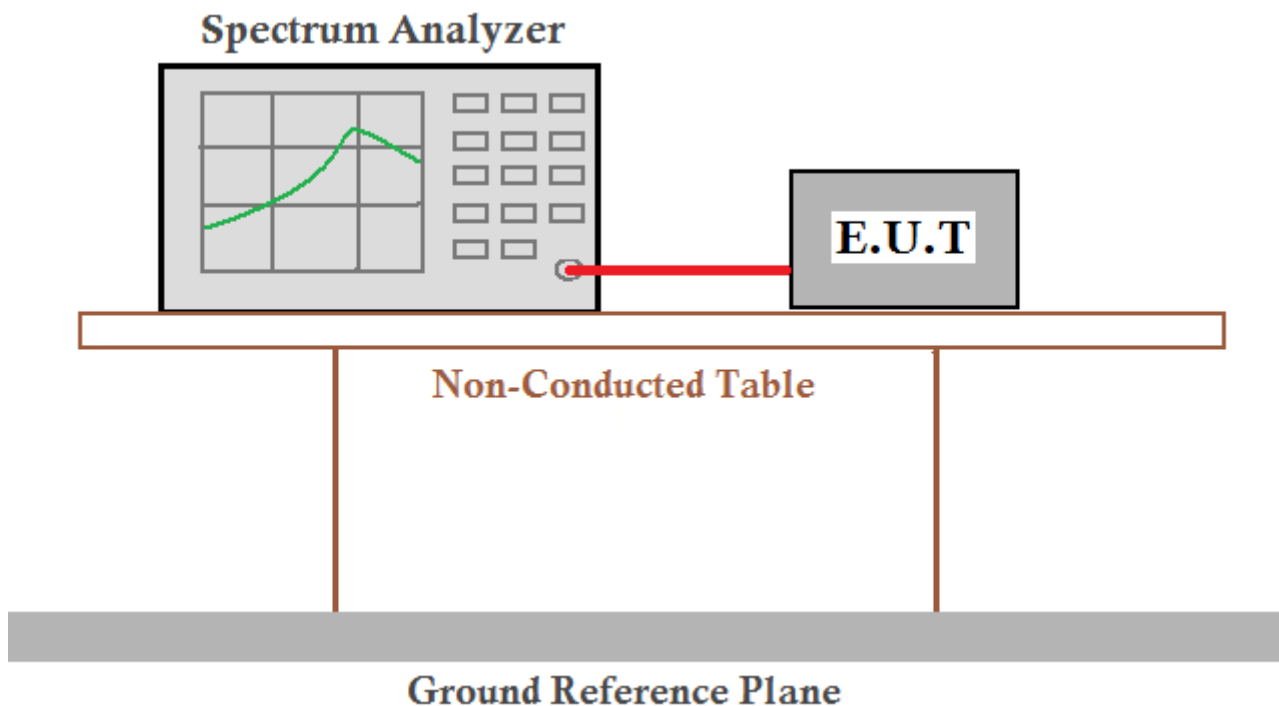 Spectrum Analyzer
E.U.T
Non-Conducted Table
Ground Reference Plane